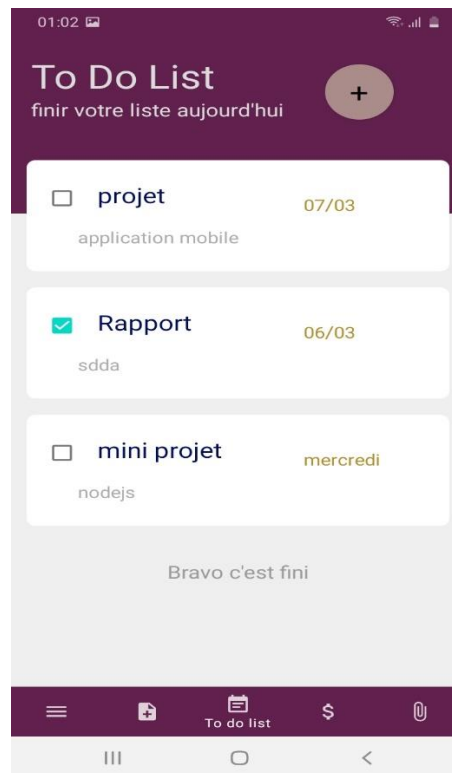 01:02
To Do List
+
finir votre liste aujourd'hui
projet
07/03
application mobile
Rapport
06/03
sdda
mini projet
mercredi
nodejs
Bravo c'est fini
$
To do list